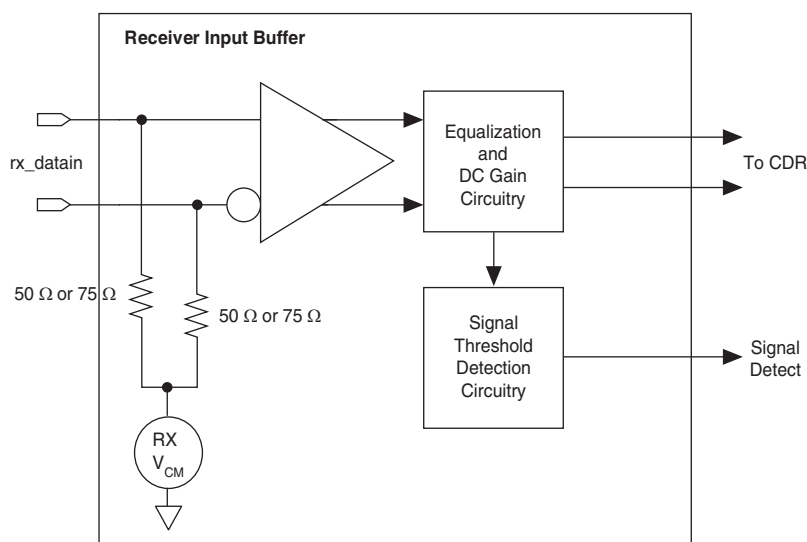 Receiver Input Buffer
rx_datain
Equalization
and
DC Gain
Circuitry
To CDR
50 Ω or 75 Ω
50 Ω or 75 Ω
Signal
Threshold
Detection
Circuitry
Signal
Detect
RX
V_CM